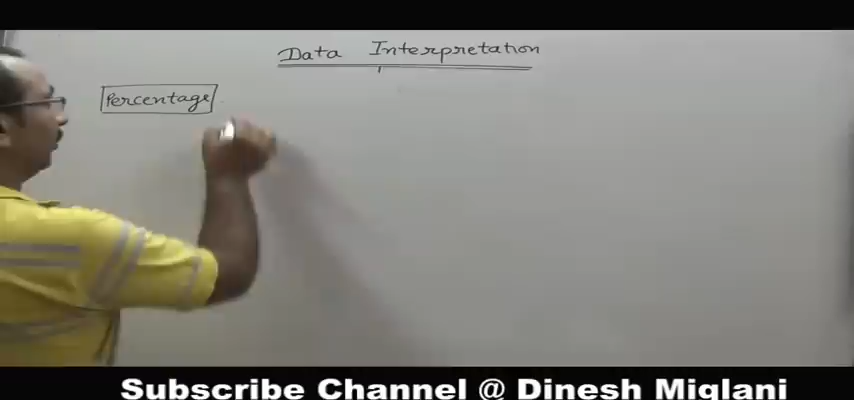 Data Interpretation
Percentage
Subscribe Channel @ Dinesh Miglani